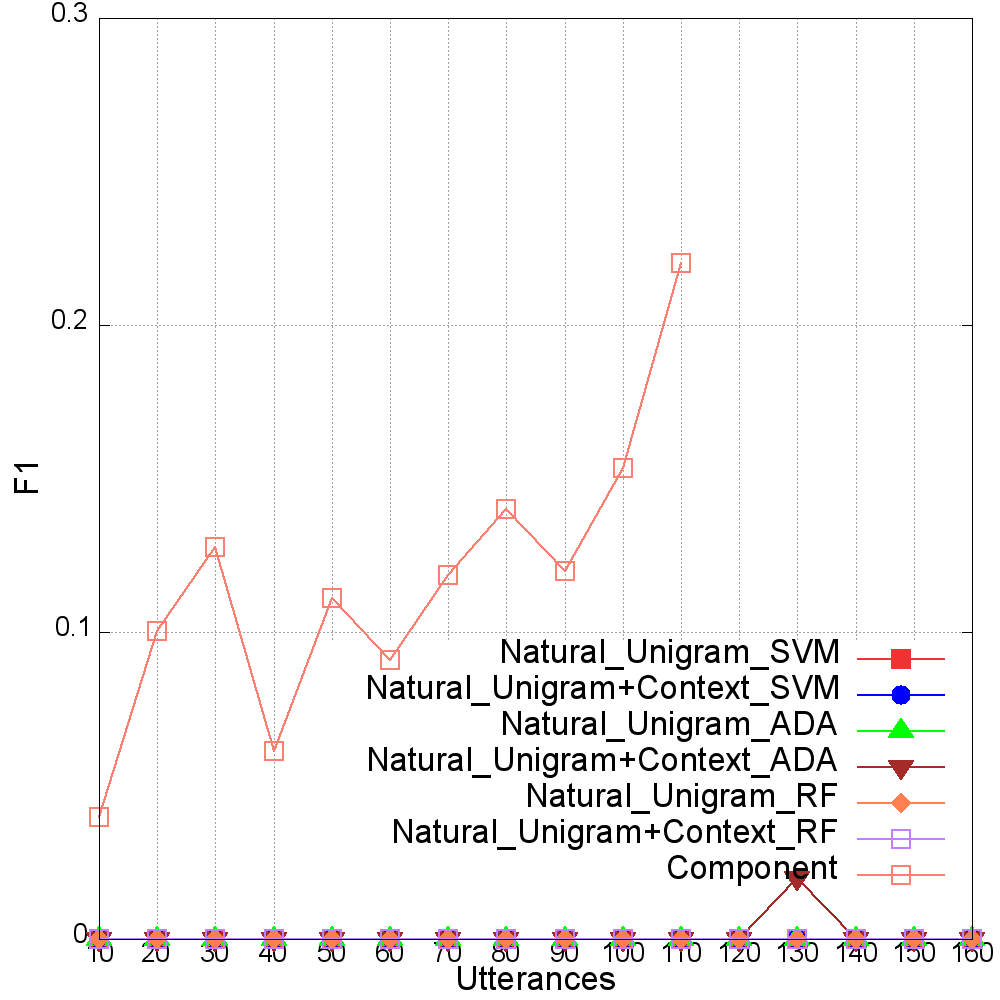 0.3
0.2
0.1
0
F1
Natural_Unigram_SVM
Natural_Unigram+Context_SVM
Natural_Unigram_ADA
Natural_Unigram+Context_ADA
Natural_Unigram_RF
Natural_Unigram+Context_RF
Component
10 20 30 40 50 60 70 80 90 100 110 120 130 140 150 160
Utterances